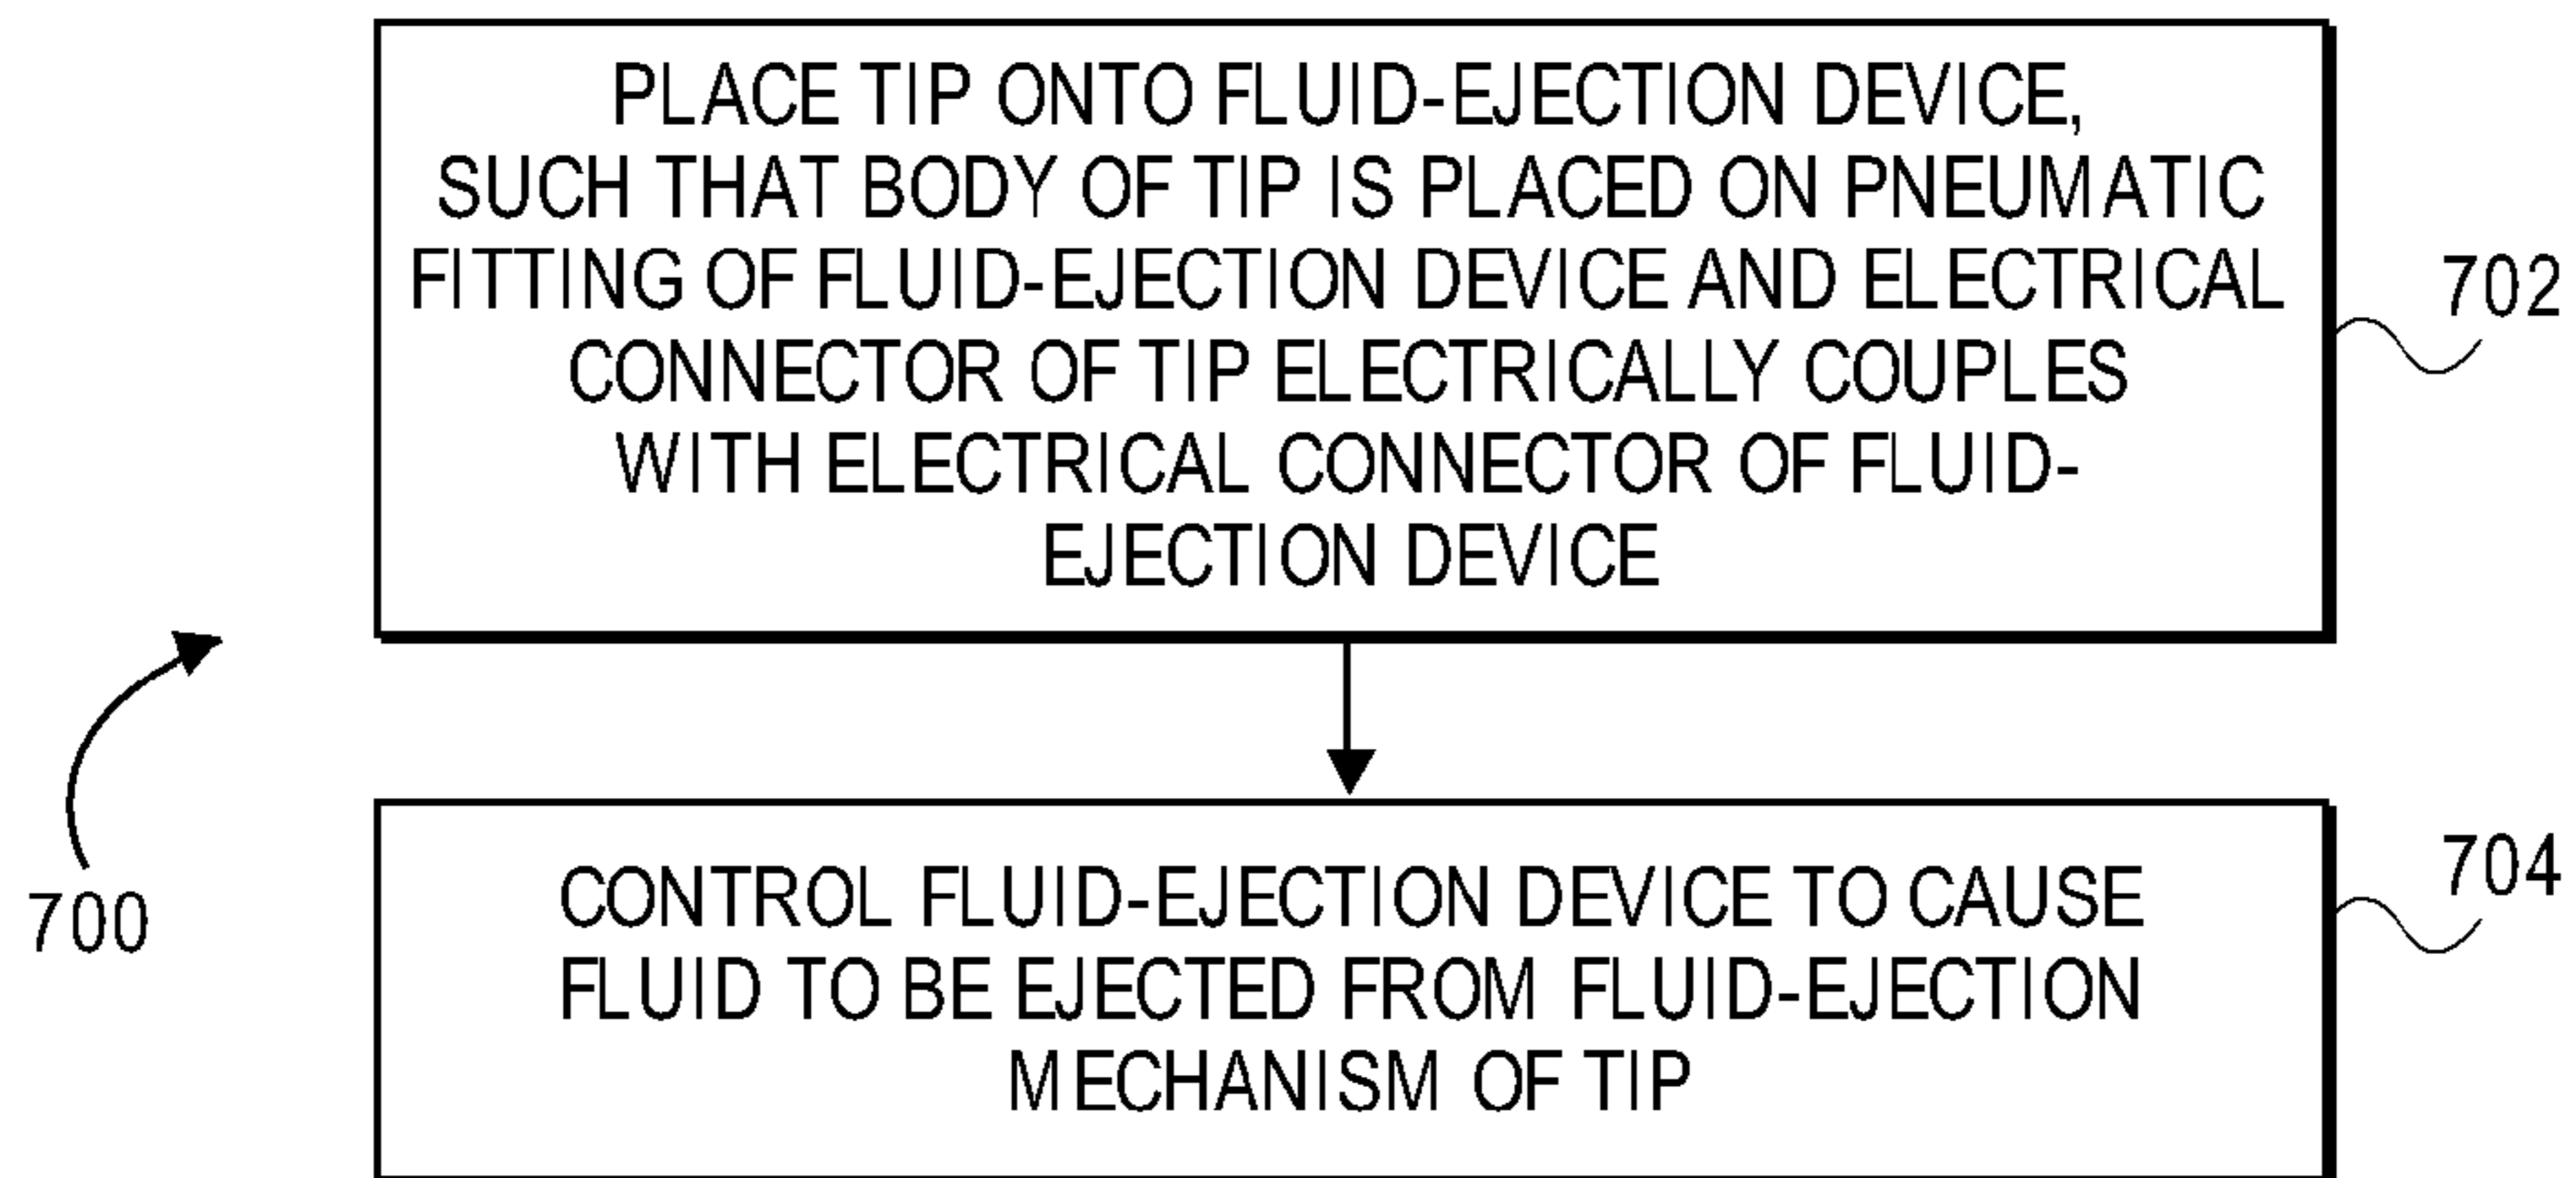 PLACE TIP ONTO FLUID-EJECTION DEVICE,
SUCH THAT BODY OF TIP IS PLACED ON PNEUMATIC
FITTING OF FLUID-EJECTION DEVICE AND ELECTRICAL
CONNECTOR OF TIP ELECTRICALLY COUPLES
WITH ELECTRICAL CONNECTOR OF FLUID-
EJECTION DEVICE
702
700
CONTROL FLUID-EJECTION DEVICE TO CAUSE
FLUID TO BE EJECTED FROM FLUID-EJECTION
MECHANISM OF TIP
704